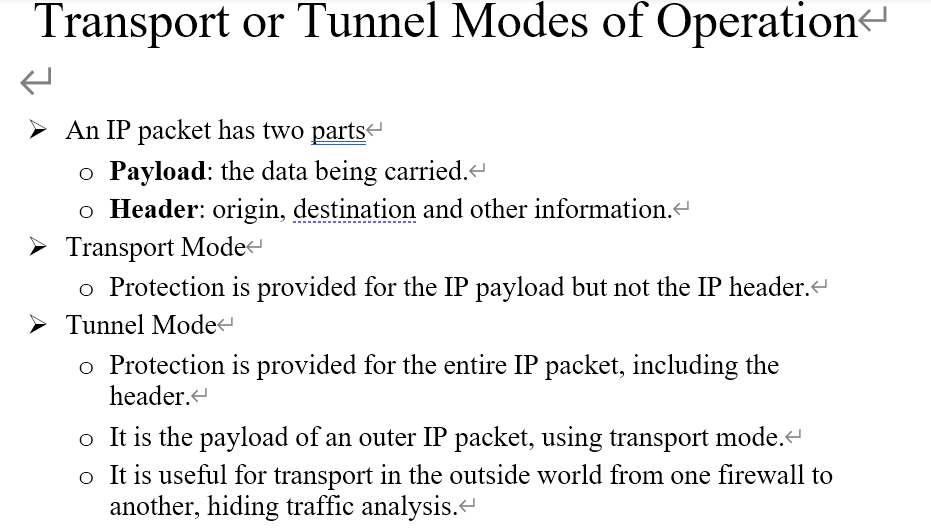 Transport or Tunnel Modes of Operation
An IP packet has two parts
Payload: the data being carried.
Header: origin, destination and other information.
Transport Mode
Protection is provided for the IP payload but not the IP header.
Tunnel Mode
Protection is provided for the entire IP packet, including the
header.
It is the payload of an outer IP packet, using transport mode.
It is useful for transport in the outside world from one firewall to
another, hiding traffic analysis.